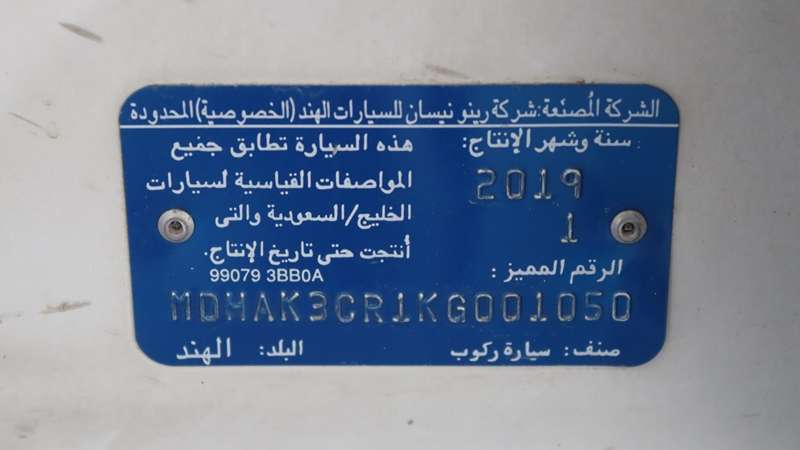 الشركة المُصنّعة: شركة رينو نيسان للسيارات الهند (الخصوصية) المحدودة
سنة وشهر الإنتاج:
2019
1
هذه السيارة تطابق جميع
المواصفات القياسية لسيارات
الخليج/السعودية والتى
أنتجت حتى تاريخ الإنتاج.
99079 3BB0A
الرقم المميز :
MDHAK3CR1KG001050
صنف: سيارة ركوب
البلد: الهند